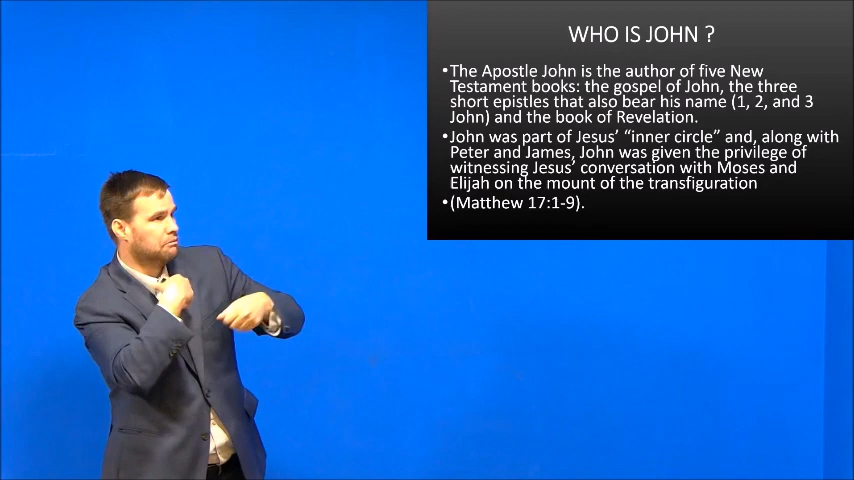 WHO IS JOHN ?
•The Apostle John is the author of five New
Testament books: the gospel of John, the three
short epistles that also bear his name (1, 2, and 3
John) and the book of Revelation.
•John was part of Jesus’ “inner circle” and, along with
Peter and James, John was given the privilege of
witnessing Jesus’ conversation with Moses and
Elijah on the mount of the transfiguration
•(Matthew 17:1-9).